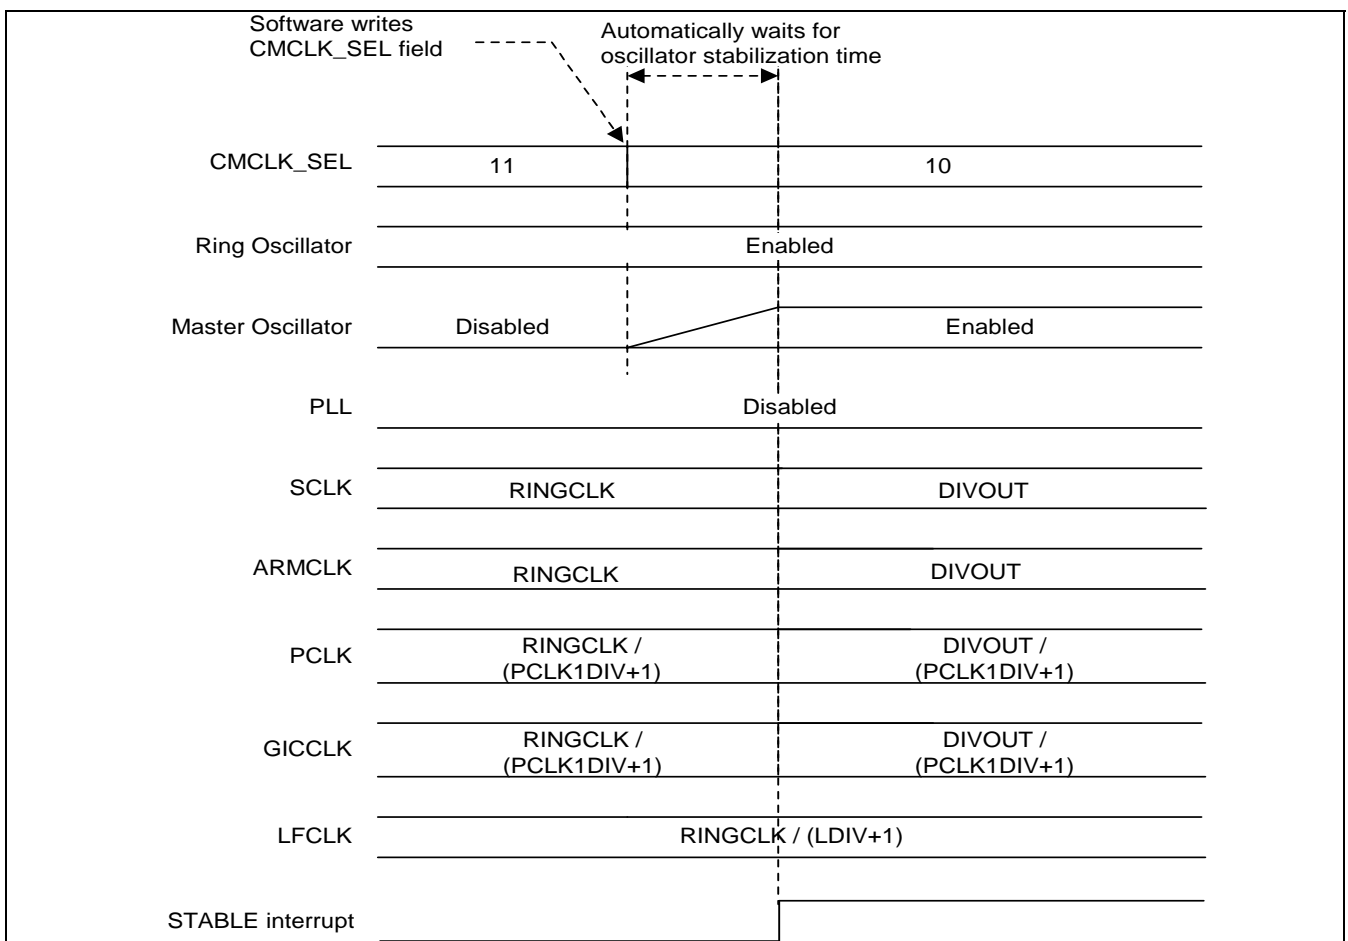 Software writes
CMCLK_SEL field
Automatically waits for
oscillator stabilization time
CMCLK_SEL
11
10
Ring Oscillator
Enabled
Master Oscillator
Disabled
Enabled
PLL
Disabled
SCLK
RINGCLK
DIVOUT
ARMCLK
RINGCLK
DIVOUT
PCLK
RINGCLK /
(PCLK1DIV+1)
DIVOUT /
(PCLK1DIV+1)
GICCLK
RINGCLK /
(PCLK1DIV+1)
DIVOUT /
(PCLK1DIV+1)
LFCLK
RINGCLK / (LDIV+1)
STABLE interrupt